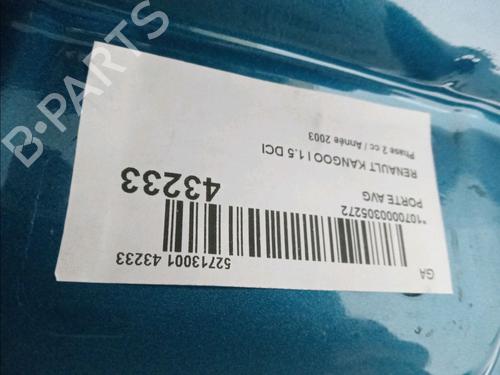 GA
52713001 43233
*1070000305272
PORTE AVG
43233
RENAULT KANGOO I 1.5 DCI
Phase 2 cc / Année 2003
B-PARTS